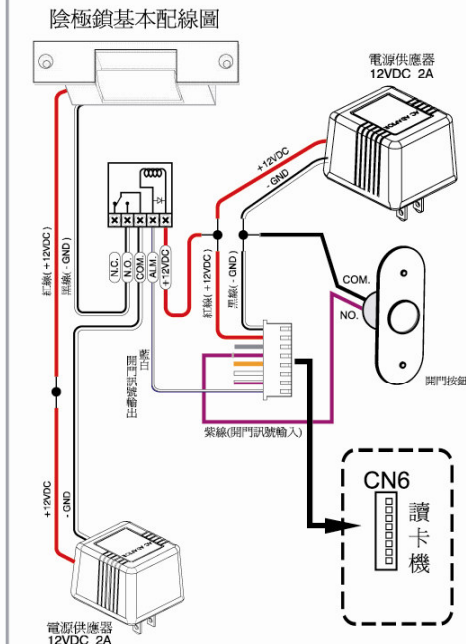 陰極鎖基本配線圖
電源供應器
12VDC 2A
+12VDC
- GND
紅線(+12VDC)
黑線(- GND)
N.C.
N.O.
COM.
ALM.
+12VDC
紅線(+12VDC)
黑線(- GND)
COM.
NO.
開門按鈕
藍白
開門訊號輸出
紫線(開門訊號輸入)
CN6
讀卡機
+12VDC
- GND
電源供應器
12VDC 2A